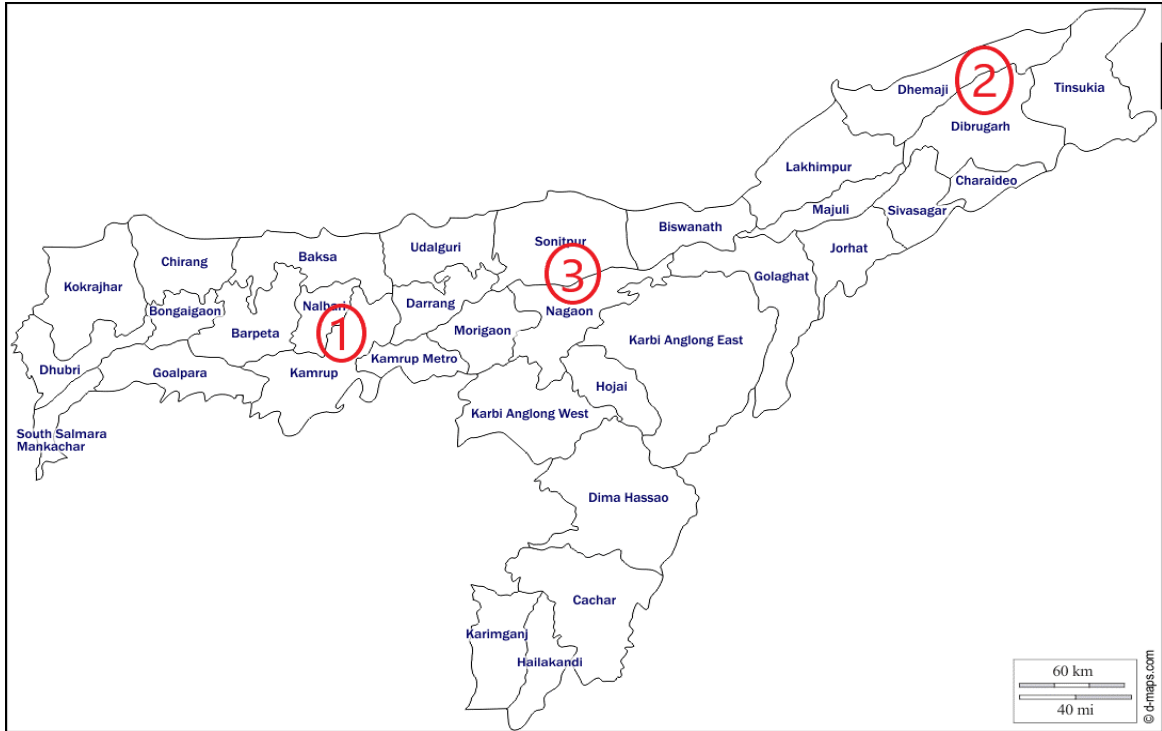 2
Dhemaji
Tinsukia
Dibrugarh
Lakhimpur
Charaideo
Majuli
Sivasagar
Biswanath
Sonitpur
Udalguri
Jorhat
Baksa
Chirang
3
Golaghat
Kokrajhar
Nalbari
Darrang
Bongaigaon
Nagaon
1
Barpeta
Morigaon
Karbi Anglong East
Kamrup Metro
Dhubri
Goalpara
Kamrup
Hojai
Karbi Anglong West
South Salmara
Mankachar
Dima Hassao
Cachar
Karimganj
Hailakandi
60 km
40 mi
© d-maps.com